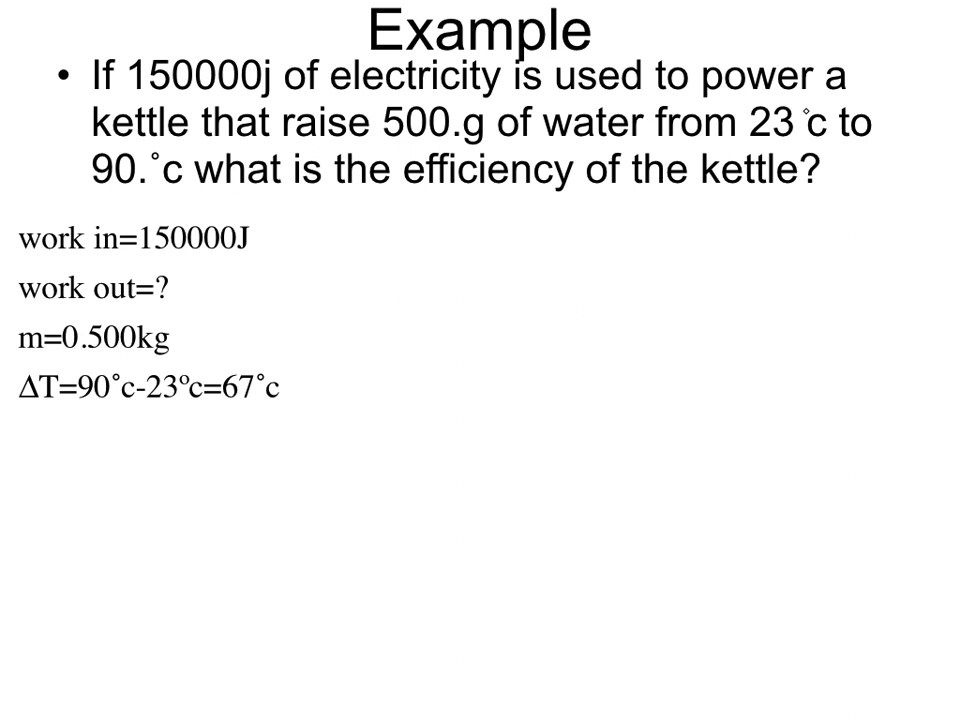 Example
• If 150000j of electricity is used to power a
kettle that raise 500.g of water from 23 ̊c to
90.˚c what is the efficiency of the kettle?
work in=150000J
work out=?
m=0.500kg
ΔT=90˚c-23ºc=67˚c